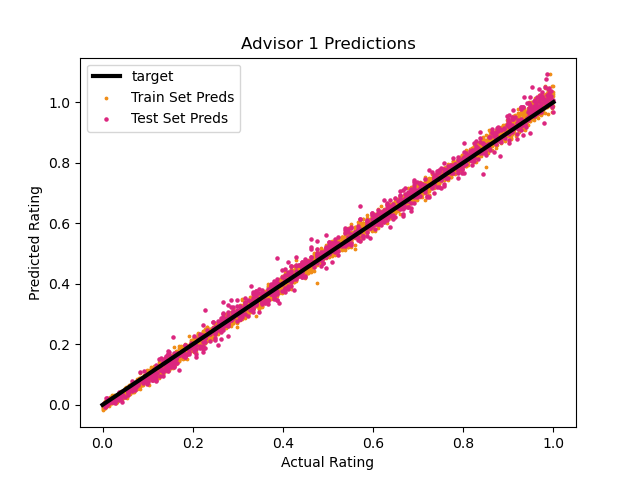 Advisor 1 Predictions
target
Train Set Preds
Test Set Preds
Predicted Rating
1.0
0.8
0.6
0.4
0.2
0.0
0.0 0.2 0.4 0.6 0.8 1.0
Actual Rating